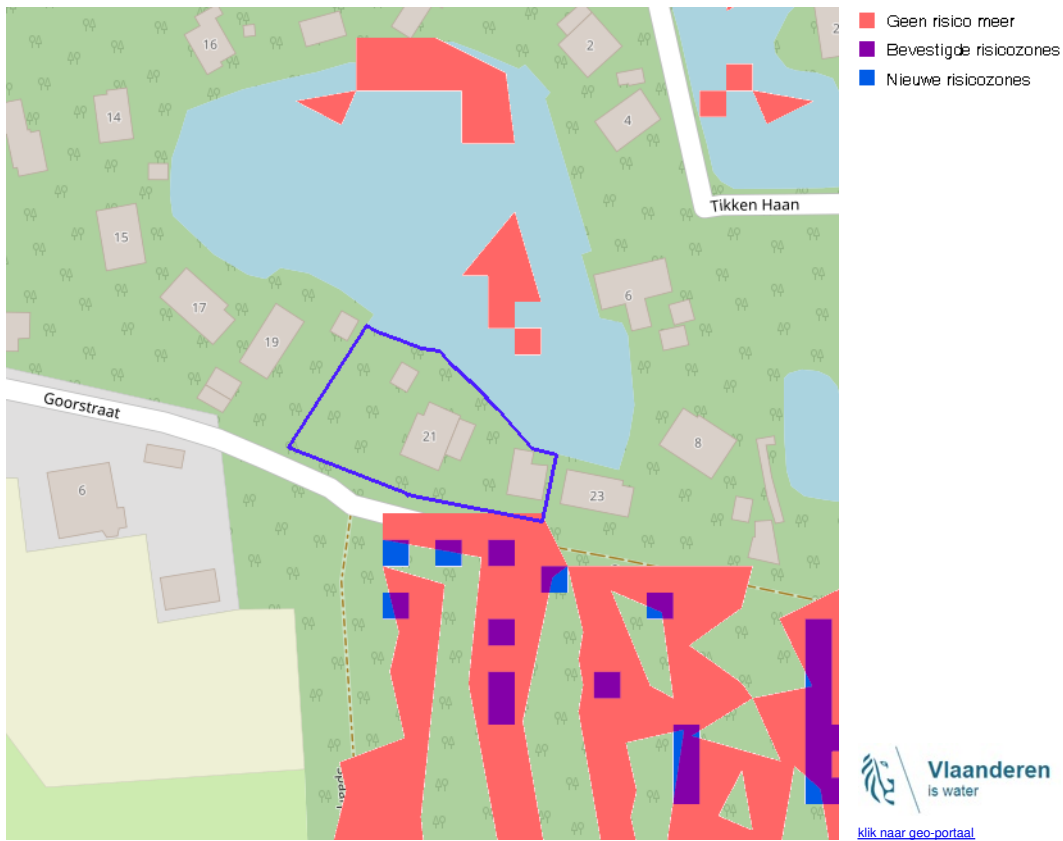 Geen risico meer
Bevestigde risicozones
Nieuwe risicozones
16
2
2
14
4
Tikken Haan
15
6
17
19
Goorstraat
21
8
6
23
Vlaanderen
is water
klik naar geo-portaal